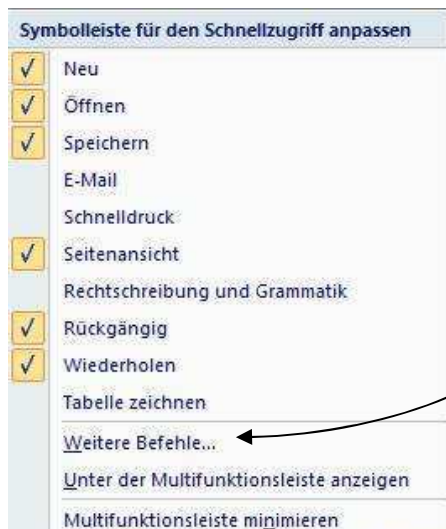 Symbolleiste für den Schnellzugriff anpassen
Neu
Öffnen
Speichern
E-Mail
Schnelldruck
Seitenansicht
Rechtschreibung und Grammatik
Rückgängig
Wiederholen
Tabelle zeichnen
Weitere Befehle...
Unter der Multifunktionsleiste anzeigen
Multifunktionsleiste minimieren